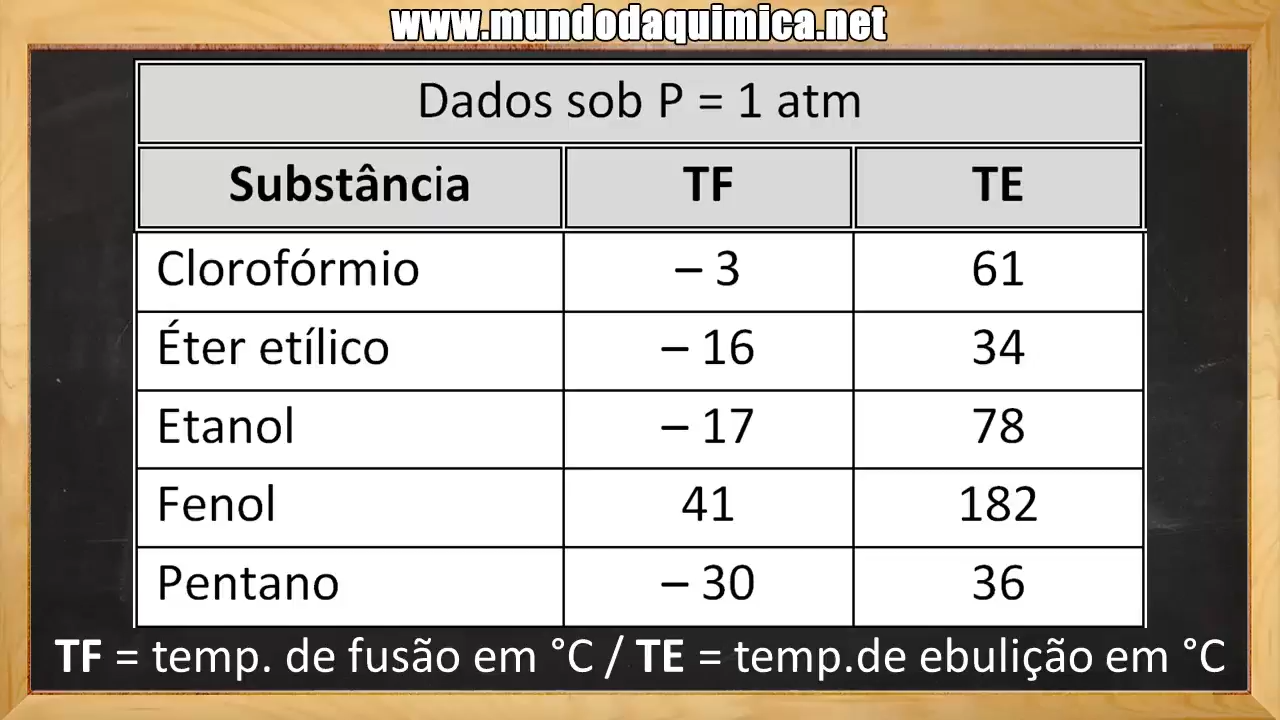 www.mundodaquimica.net
Dados sob P = 1 atm
Substância TF TE
Clorofórmio – 3 61
Éter etílico – 16 34
Etanol – 17 78
Fenol 41 182
Pentano – 30 36
TF = temp. de fusão em °C / TE = temp.de ebulição em °C